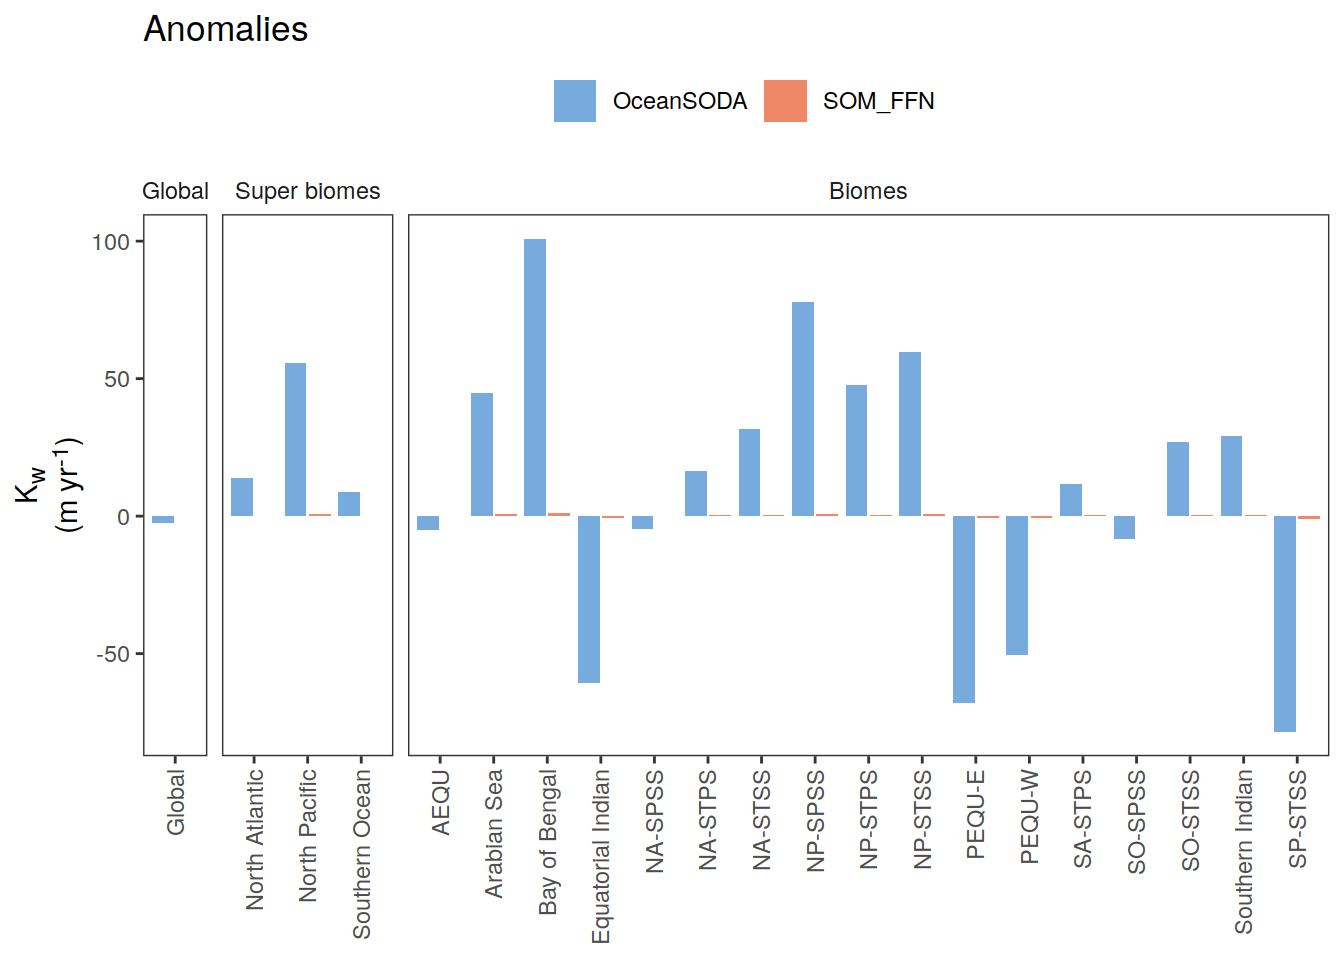 Anomalies
OceanSODA SOM_FFN
Global Super biomes Biomes
100
50
0
-50
Kw
(m yr-1)
Global
North Atlantic
North Pacific
Southern Ocean
AEQU
Arabian Sea
Bay of Bengal
Equatorial Indian
NA-SPSS
NA-STPS
NA-STSS
NP-SPSS
NP-STPS
NP-STSS
PEQU-E
PEQU-W
SA-STPS
SO-SPSS
SO-STSS
Southern Indian
SP-STSS